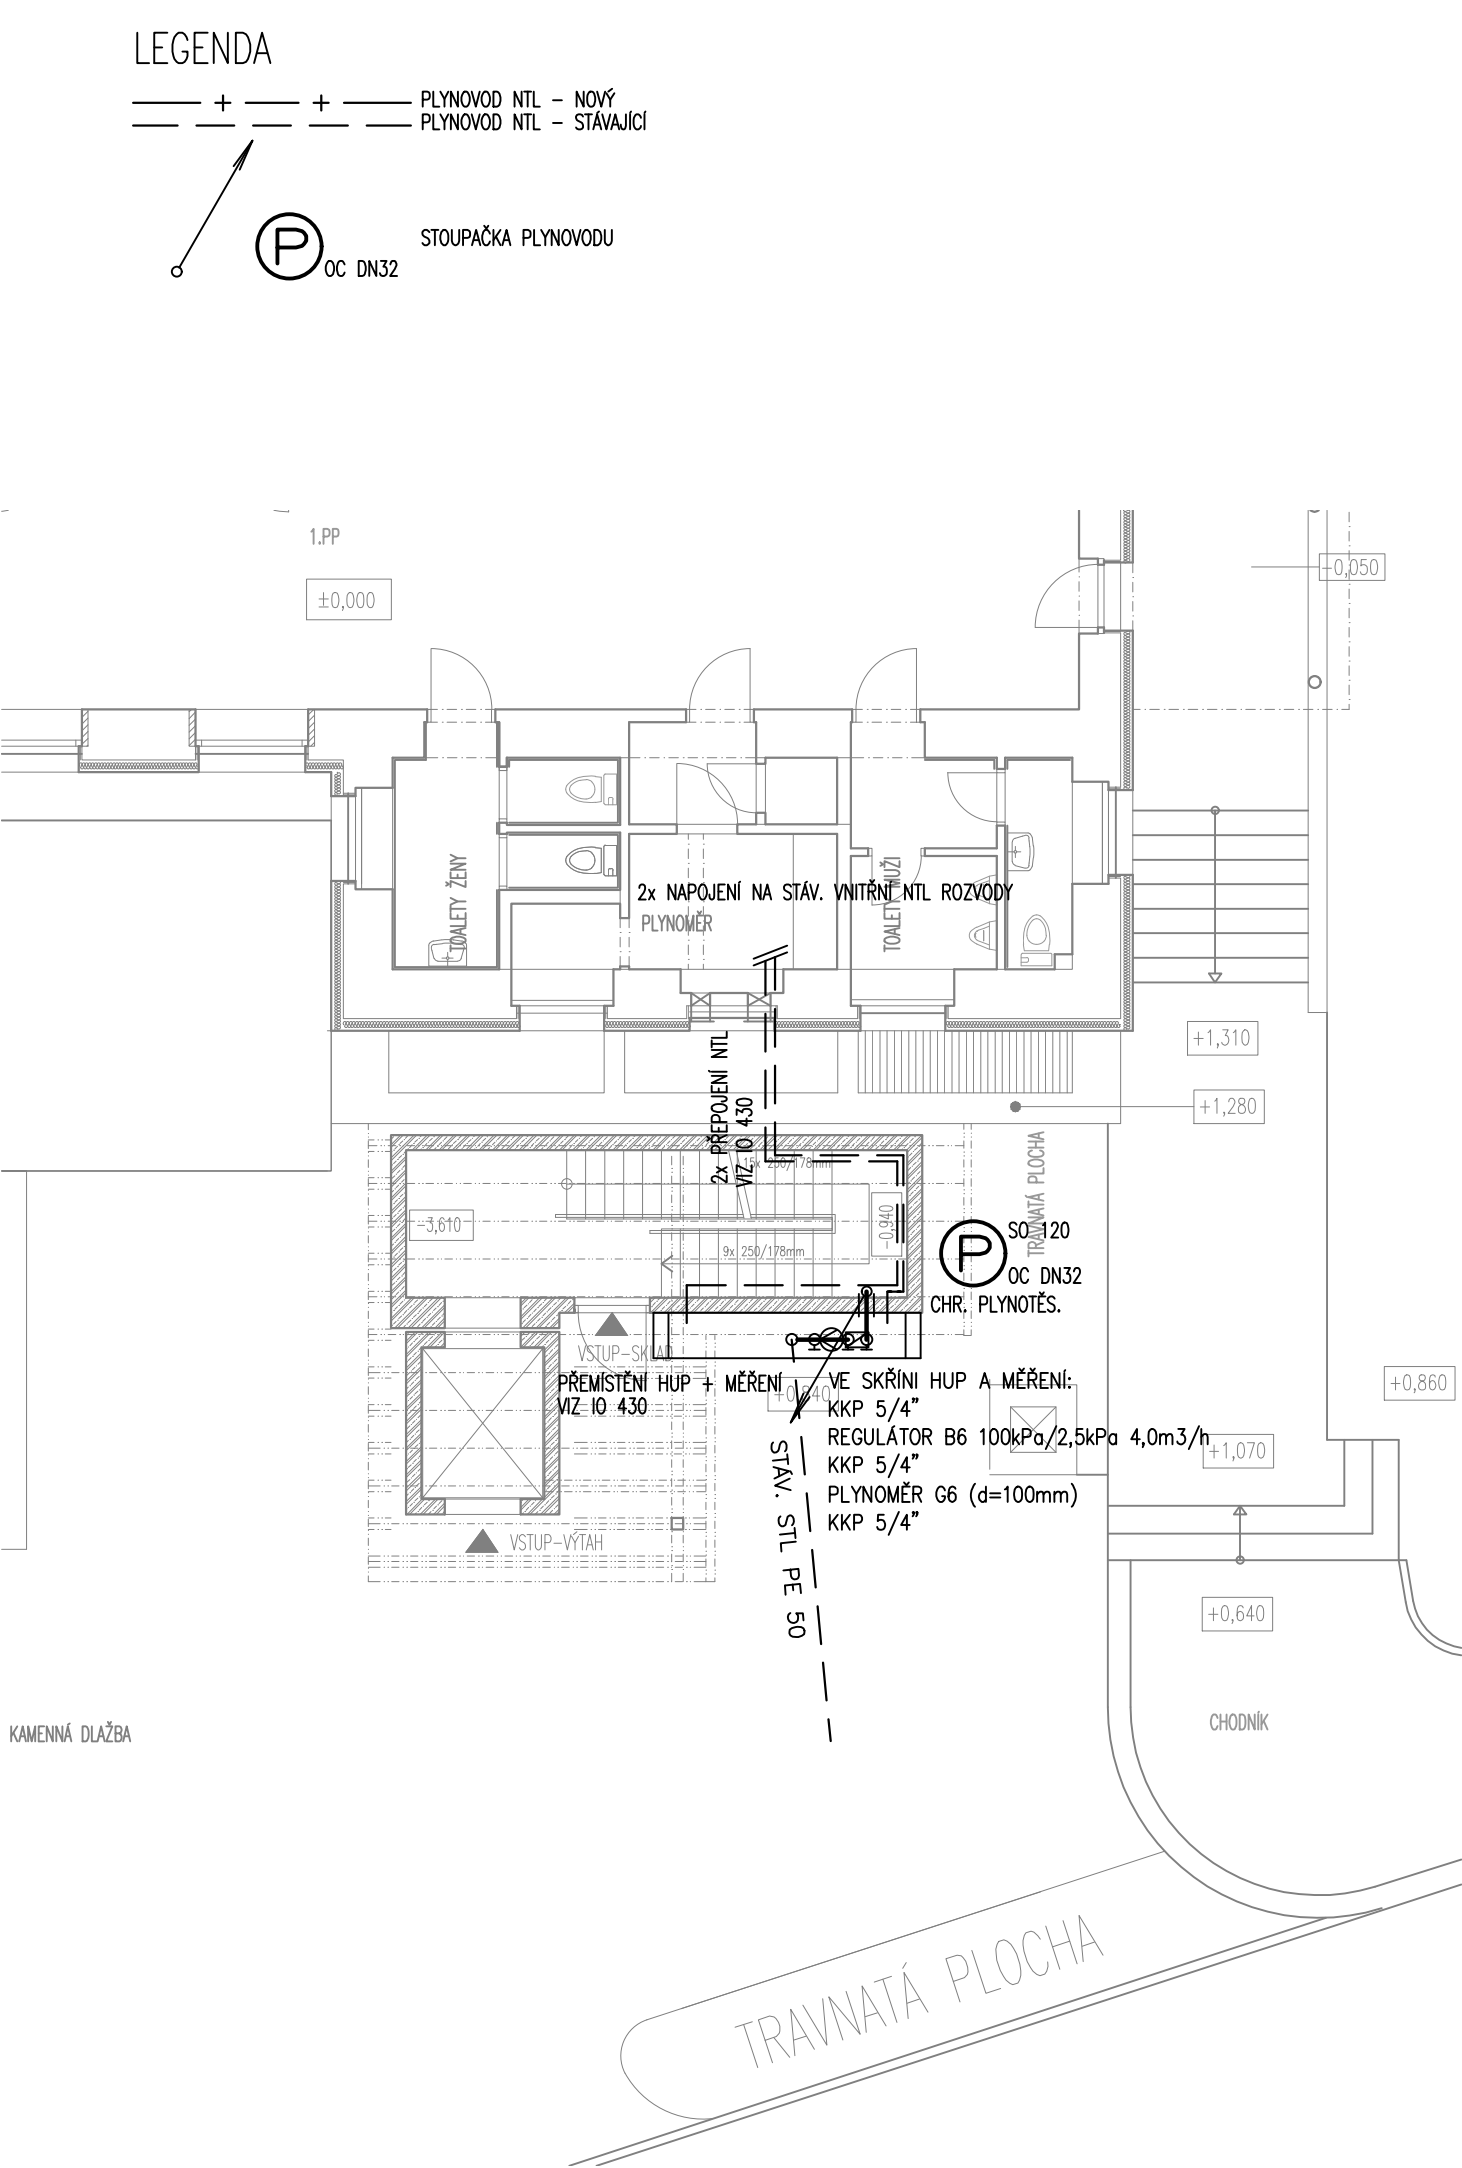 LEGENDA
PLYNOVOD NTL - NOVÝ
PLYNOVOD NTL - STÁVAJÍCÍ
P
STOUPAČKA PLYNOVODU
OC DN32
1.PP
±0,000
-0,050
TOALETY ŽENY
TOALETY MUŽI
2x NAPOJENÍ NA STÁV. VNITŘNÍ NTL ROZVODY
PLYNOMĚR
+1,310
+1,280
2x PŘEPOJENÍ NTL
VIZ IO 430
TRAVNATÁ PLOCHA
15x 250/178mm
-3,610
-0,940
9x 250/178mm
P
SO 120
OC DN32
CHR. PLYNOTĚS.
VSTUP-SKLAD
PŘEMÍSTĚNÍ HUP + MĚŘENÍ
VIZ IO 430
+0,840
VE SKŘÍNI HUP A MĚŘENÍ:
KKP 5/4"
REGULÁTOR B6 100kPa/2,5kPa 4,0m3/h
KKP 5/4"
PLYNOMĚR G6 (d=100mm)
KKP 5/4"
+0,860
+1,070
STÁV. STL PE 50
VSTUP-VÝTAH
+0,640
KAMENNÁ DLAŽBA
CHODNÍK
TRAVNATÁ PLOCHA